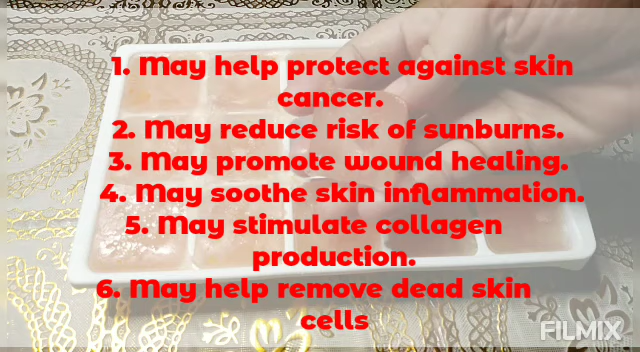 1. May help protect against skin
cancer.
2. May reduce risk of sunburns.
3. May promote wound healing.
4. May soothe skin inflammation.
5. May stimulate collagen
production.
6. May help remove dead skin
cells
FILMIX